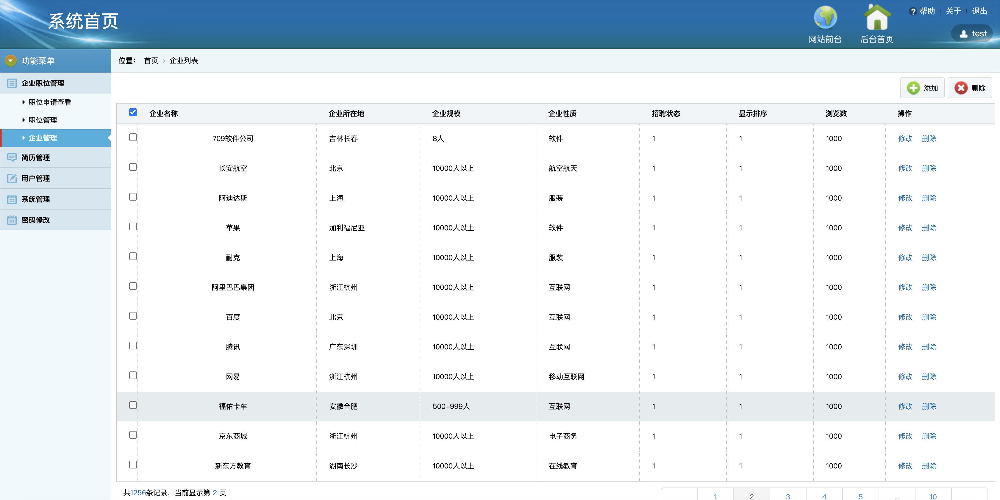 系统首页
网站前台
后台首页
帮助
关于
退出
test
功能菜单
企业职位管理
职位申请查看
职位管理
企业管理
简历管理
用户管理
系统管理
密码修改
位置： 首页 > 企业列表
添加
删除
企业名称 企业所在地 企业规模 企业性质 招聘状态 显示排序 浏览数 操作
709软件公司 吉林长春 8人 软件 1 1 1000 修改 删除
长安航空 北京 10000人以上 航空航天 1 1 1000 修改 删除
阿迪达斯 上海 10000人以上 服装 1 1 1000 修改 删除
苹果 加利福尼亚 10000人以上 软件 1 1 1000 修改 删除
耐克 上海 10000人以上 服装 1 1 1000 修改 删除
阿里巴巴集团 浙江杭州 10000人以上 互联网 1 1 1000 修改 删除
百度 北京 10000人以上 互联网 1 1 1000 修改 删除
腾讯 广东深圳 10000人以上 互联网 1 1 1000 修改 删除
网易 浙江杭州 10000人以上 移动互联网 1 1 1000 修改 删除
福佑卡车 安徽合肥 500-999人 互联网 1 1 1000 修改 删除
京东商城 浙江杭州 10000人以上 电子商务 1 1 1000 修改 删除
新东方教育 湖南长沙 10000人以上 在线教育 1 1 1000 修改 删除
共1256条记录，当前显示第 2 页
1 2 3 4 5 ... 10